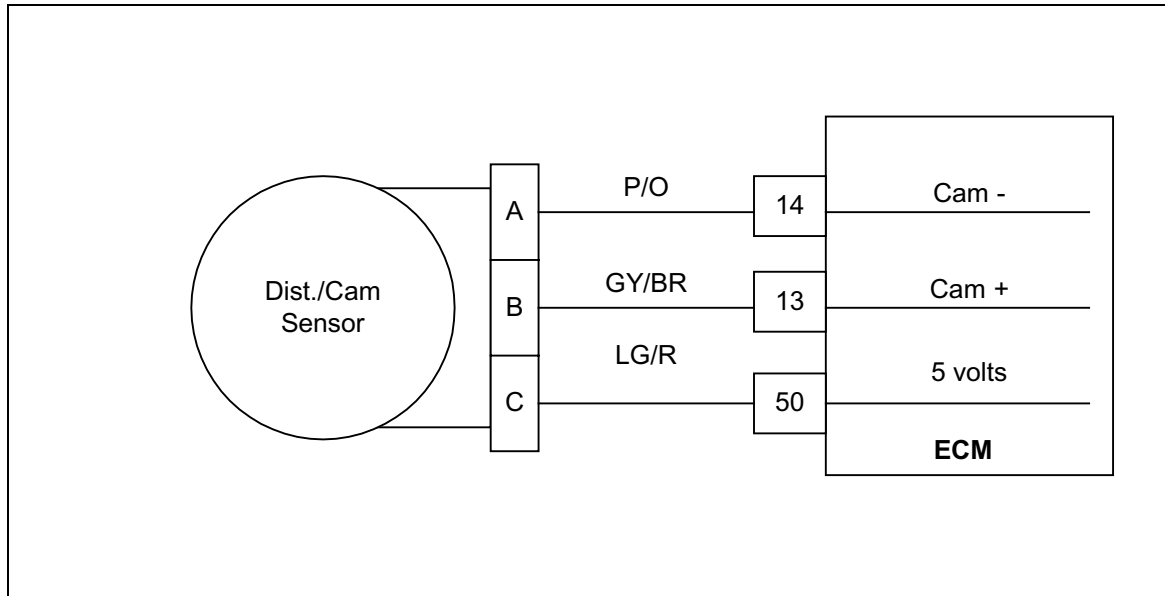 Dist./Cam
Sensor
A
B
C
P/O
GY/BR
LG/R
14
13
50
Cam -
Cam +
5 volts
ECM